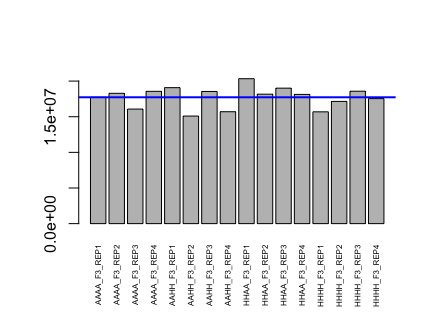 1.5e+07
0.0e+00
AAAA_F3_REP1
AAAA_F3_REP2
AAAA_F3_REP3
AAAA_F3_REP4
AAHH_F3_REP1
AAHH_F3_REP2
AAHH_F3_REP3
AAHH_F3_REP4
HHAA_F3_REP1
HHAA_F3_REP2
HHAA_F3_REP3
HHAA_F3_REP4
HHHH_F3_REP1
HHHH_F3_REP2
HHHH_F3_REP3
HHHH_F3_REP4